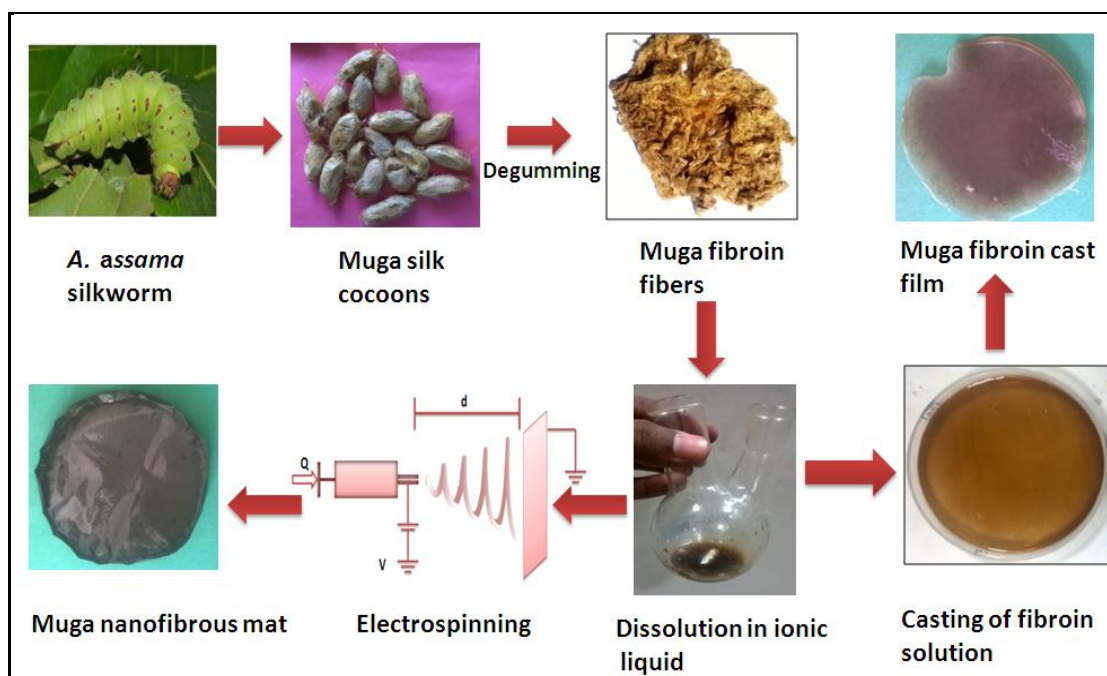 A. assama
silkworm
Muga silk
cocoons
Degumming
Muga fibroin
fibers
Muga fibroin cast
film
d
Q
V
Muga nanofibrous mat
Electrospinning
Dissolution in ionic
liquid
Casting of fibroin
solution